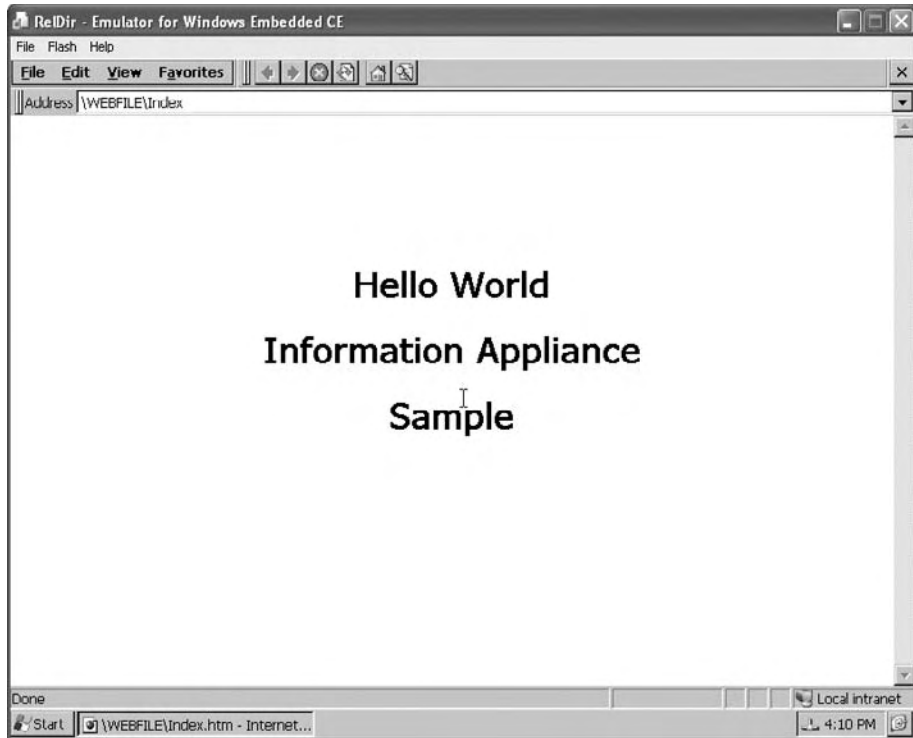 RelDir - Emulator for Windows Embedded CE
File Flash Help
File Edit View Favorites
Address \WEBFILE\Index
Hello World
Information Appliance
Sample
Done
Local intranet
Start \WEBFILE\Index.htm - Internet... 4:10 PM